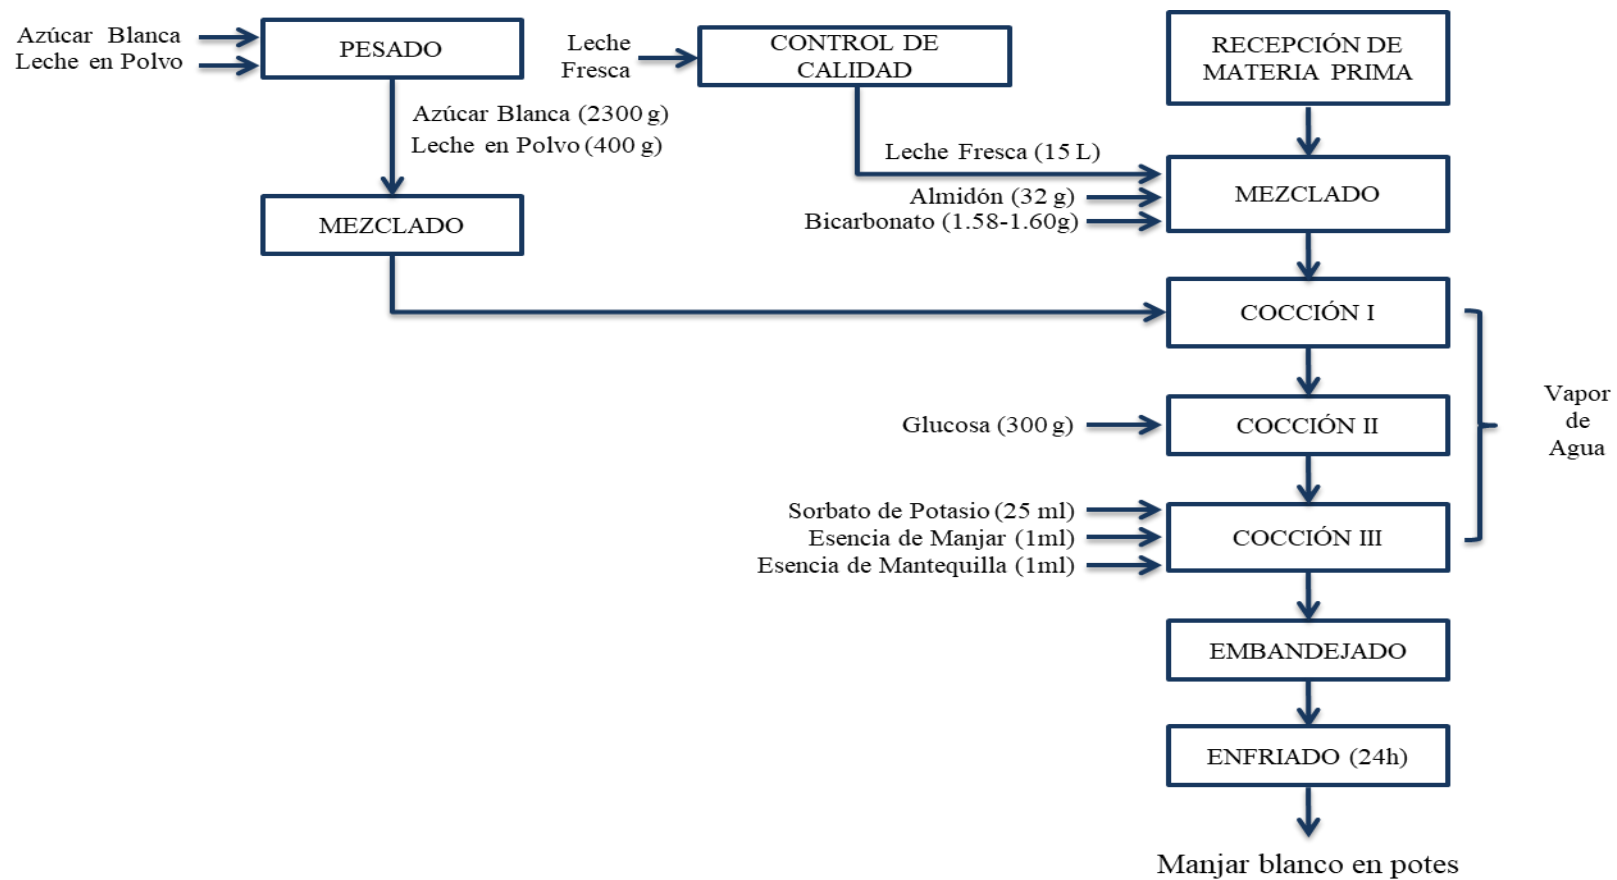 Azúcar Blanca
Leche en Polvo
PESADO
Leche
Fresca
CONTROL DE
CALIDAD
RECEPCIÓN DE
MATERIA PRIMA
Azúcar Blanca (2300 g)
Leche en Polvo (400 g)
Leche Fresca (15 L)
Almidón (32 g)
Bicarbonato (1.58-1.60g)
MEZCLADO
MEZCLADO
COCCIÓN I
Glucosa (300 g)
COCCIÓN II
Vapor
de
Agua
Sorbato de Potasio (25 ml)
Esencia de Manjar (1ml)
Esencia de Mantequilla (1ml)
COCCIÓN III
EMBANDEJADO
ENFRIADO (24h)
Manjar blanco en potes